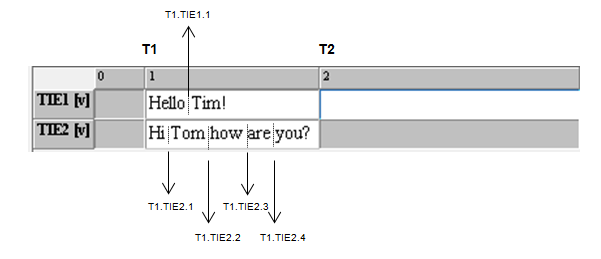 T1.TIE1.1
T1 T2
0 1 2
TIE1 [v] Hello Tim!
TIE2 [v] Hi Tom how are you?
T1.TIE2.1 T1.TIE2.3
T1.TIE2.2 T1.TIE2.4